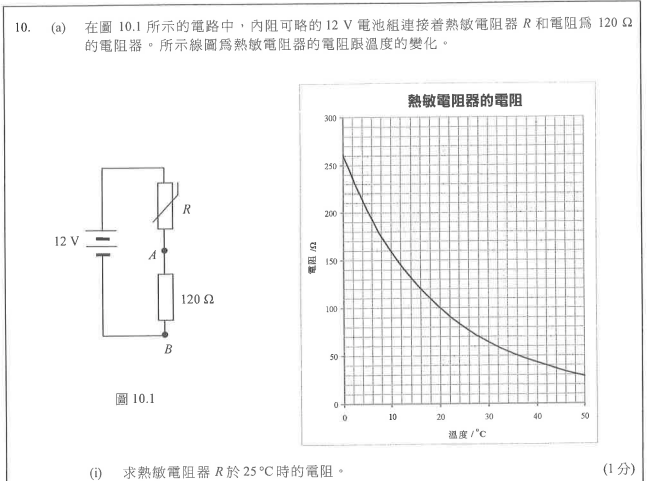 10. (a) 在圖 10.1 所示的電路中，內阻可略的 12 V 電池組連接着熱敏電阻器 R 和電阻爲 120 Ω
的電阻器。所示線圖爲熱敏電阻器的電阻跟溫度的變化。
熱敏電阻器的電阻
300
250
200
150
100
50
0
電阻 /Ω
0 10 20 30 40 50
溫度 /°C
12 V
R
A
120 Ω
B
圖 10.1
(i) 求熱敏電阻器 R 於 25 °C 時的電阻。 (1 分)